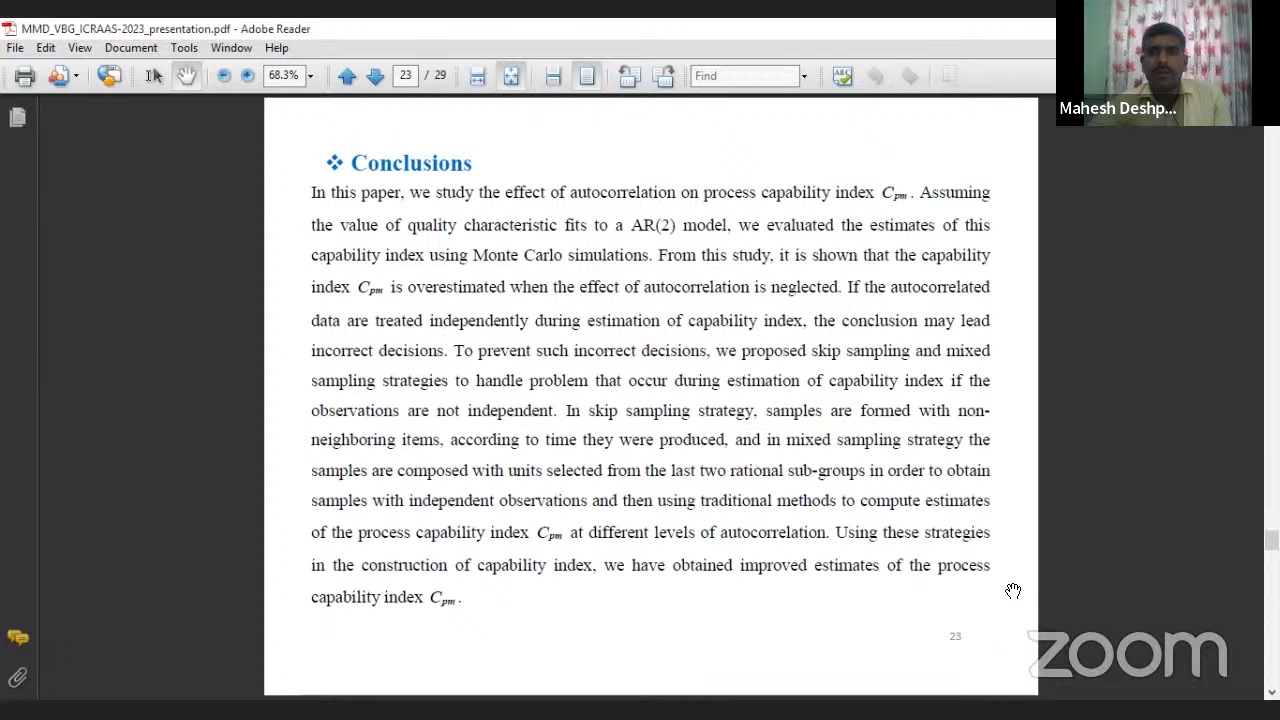 MMD_VBG_ICRAAS-2023_presentation.pdf - Adobe Reader
File Edit View Document Tools Window Help
68.3% 23 / 29 Find
Mahesh Deshp...
❖ Conclusions
In this paper, we study the effect of autocorrelation on process capability index Cpm. Assuming
the value of quality characteristic fits to a AR(2) model, we evaluated the estimates of this
capability index using Monte Carlo simulations. From this study, it is shown that the capability
index Cpm is overestimated when the effect of autocorrelation is neglected. If the autocorrelated
data are treated independently during estimation of capability index, the conclusion may lead
incorrect decisions. To prevent such incorrect decisions, we proposed skip sampling and mixed
sampling strategies to handle problem that occur during estimation of capability index if the
observations are not independent. In skip sampling strategy, samples are formed with non-
neighboring items, according to time they were produced, and in mixed sampling strategy the
samples are composed with units selected from the last two rational sub-groups in order to obtain
samples with independent observations and then using traditional methods to compute estimates
of the process capability index Cpm at different levels of autocorrelation. Using these strategies
in the construction of capability index, we have obtained improved estimates of the process
capability index Cpm.
23
zoom